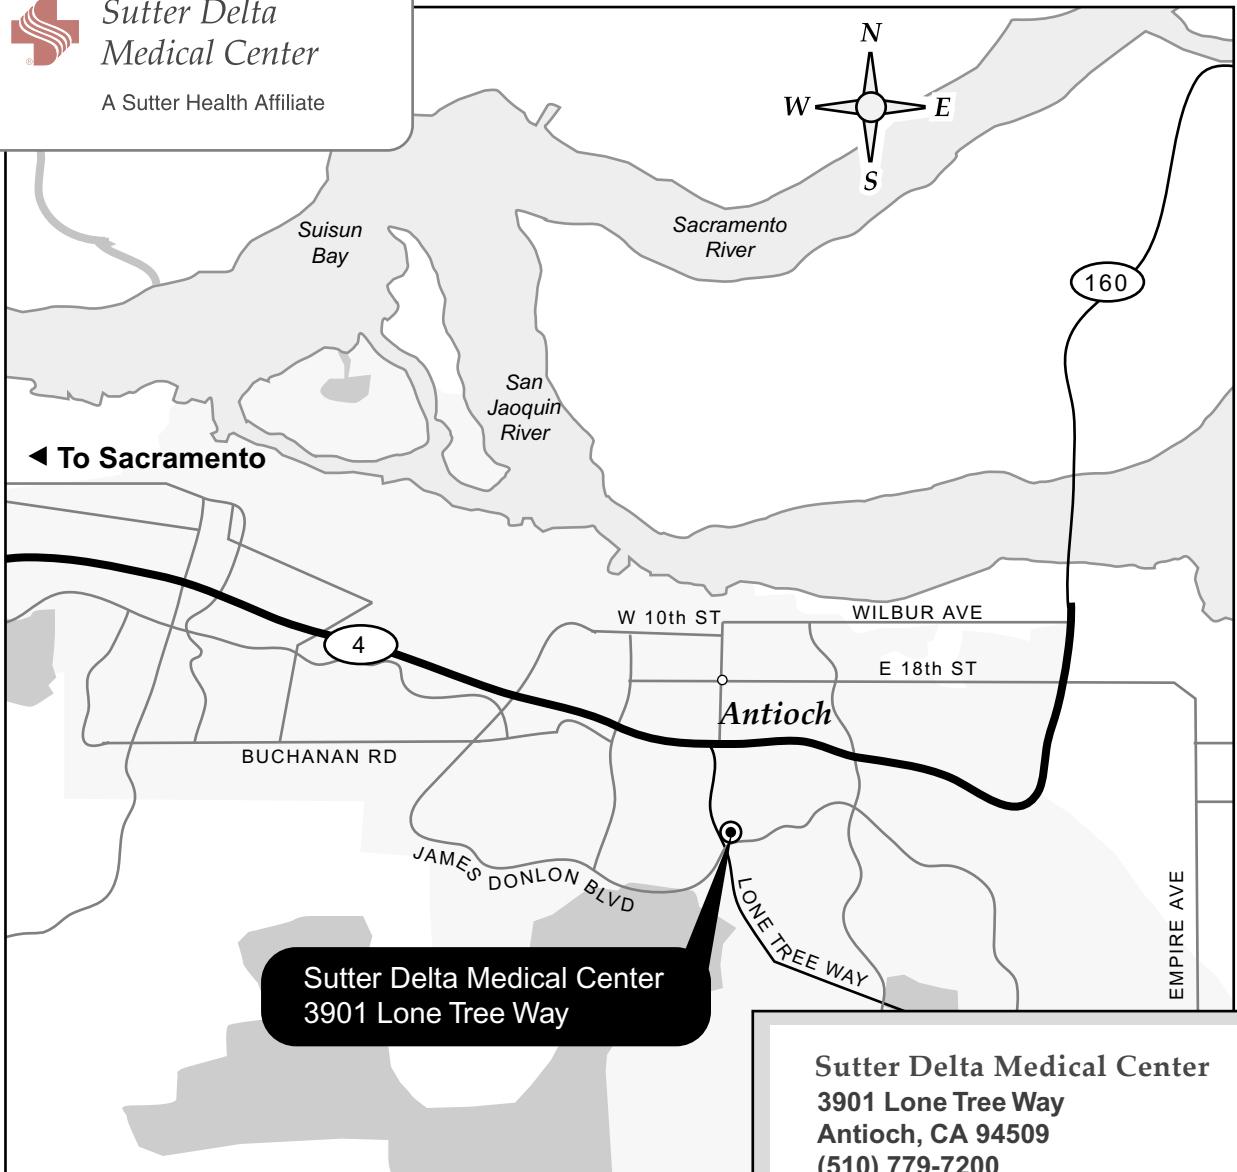 Sutter Delta
Medical Center
®
A Sutter Health Affiliate
N
W E
S
Suisun
Bay
Sacramento
River
160
San
Jaoquin
River
◄ To Sacramento
W 10th ST
WILBUR AVE
4
E 18th ST
Antioch
BUCHANAN RD
JAMES DONLON BLVD
LONE TREE WAY
EMPIRE AVE
Sutter Delta Medical Center
3901 Lone Tree Way
Sutter Delta Medical Center
3901 Lone Tree Way
Antioch, CA 94509
(510) 779-7200